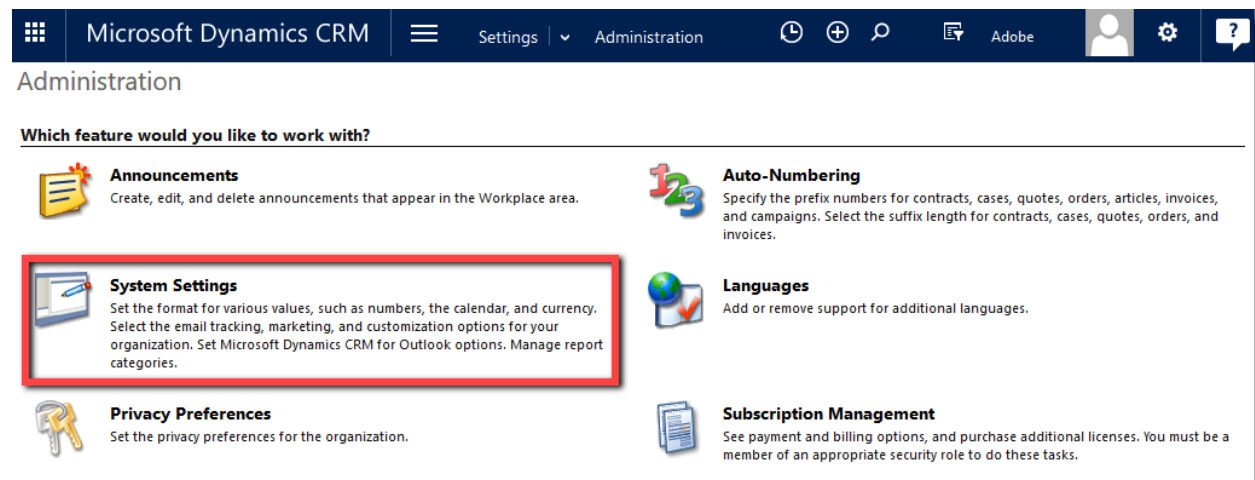 Microsoft Dynamics CRM
Settings
Administration
Adobe
?
Administration
Which feature would you like to work with?
Announcements
Create, edit, and delete announcements that appear in the Workplace area.
123
Auto-Numbering
Specify the prefix numbers for contracts, cases, quotes, orders, articles, invoices,
and campaigns. Select the suffix length for contracts, cases, quotes, orders, and
invoices.
System Settings
Set the format for various values, such as numbers, the calendar, and currency.
Select the email tracking, marketing, and customization options for your
organization. Set Microsoft Dynamics CRM for Outlook options. Manage report
categories.
Languages
Add or remove support for additional languages.
Privacy Preferences
Set the privacy preferences for the organization.
Subscription Management
See payment and billing options, and purchase additional licenses. You must be a
member of an appropriate security role to do these tasks.